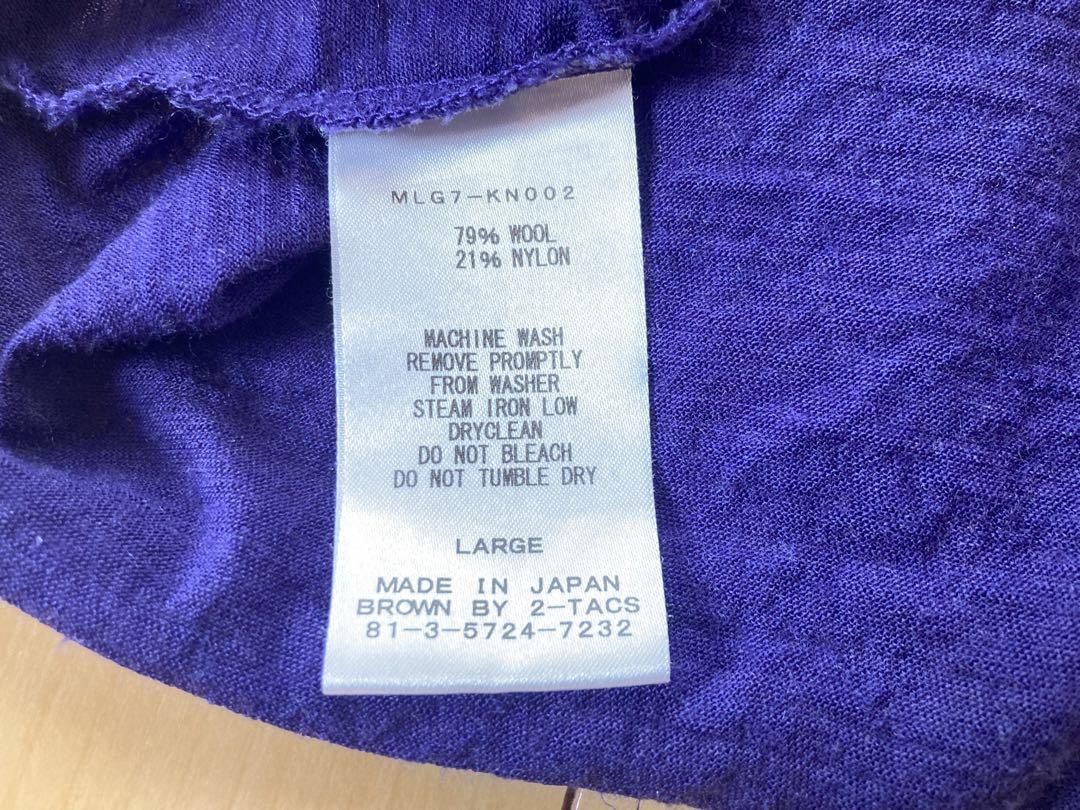 MLG7-KN002
79% WOOL
21% NYLON
MACHINE WASH
REMOVE PROMPTLY
FROM WASHER
STEAM IRON LOW
DRYCLEAN
DO NOT BLEACH
DO NOT TUMBLE DRY
LARGE
MADE IN JAPAN
BROWN BY 2-TACS
81-3-5724-7232